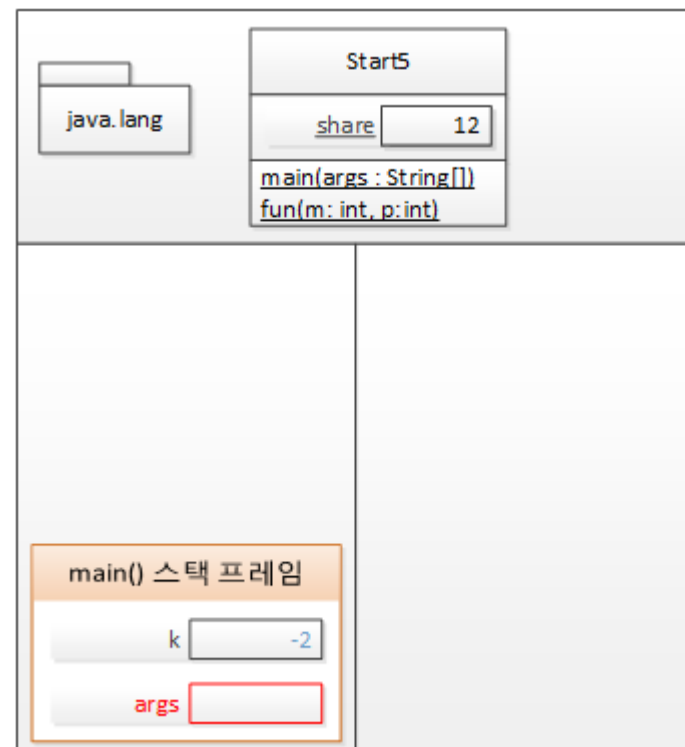 Start5
java.lang
share 12
main(args : String[])
fun(m: int, p:int)
main() 스택 프레임
k -2
args